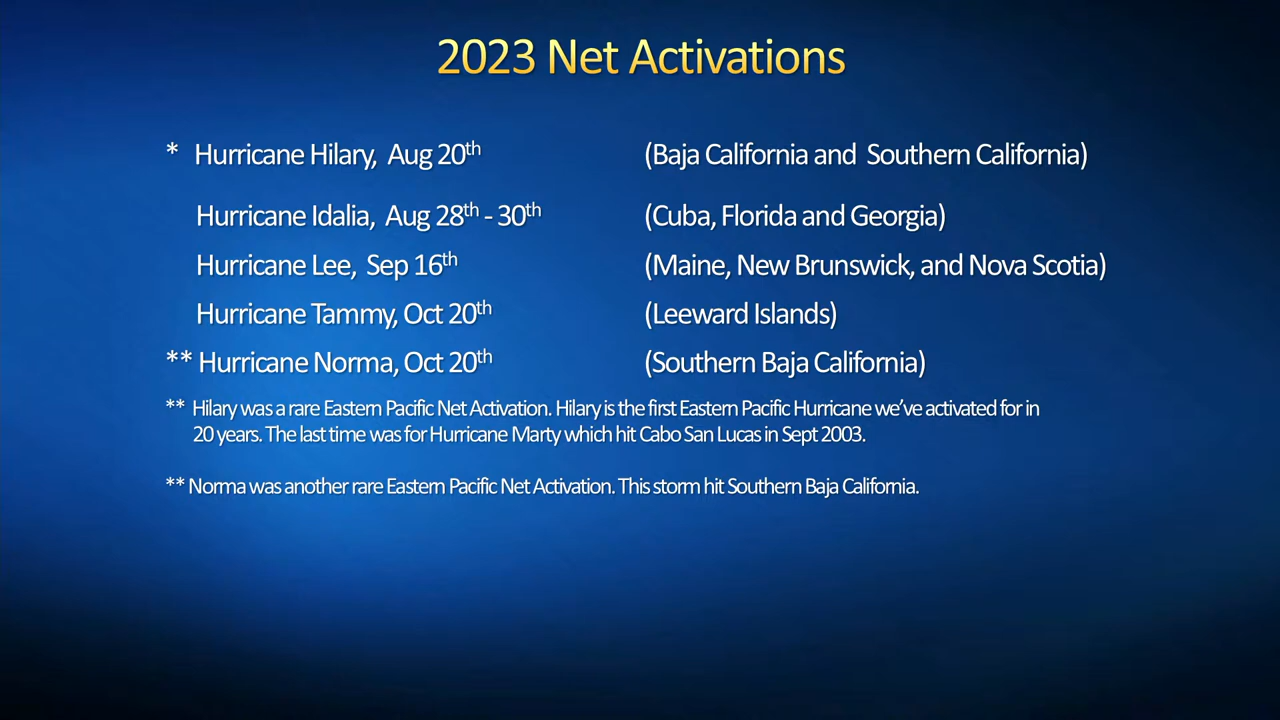 2023 Net Activations
* Hurricane Hilary, Aug 20th (Baja California and Southern California)
Hurricane Idalia, Aug 28th - 30th (Cuba, Florida and Georgia)
Hurricane Lee, Sep 16th (Maine, New Brunswick, and Nova Scotia)
Hurricane Tammy, Oct 20th (Leeward Islands)
** Hurricane Norma, Oct 20th (Southern Baja California)
** Hilary was a rare Eastern Pacific Net Activation. Hilary is the first Eastern Pacific Hurricane we've activated for in
20 years. The last time was for Hurricane Marty which hit Cabo San Lucas in Sept 2003.
** Norma was another rare Eastern Pacific Net Activation. This storm hit Southern Baja California.